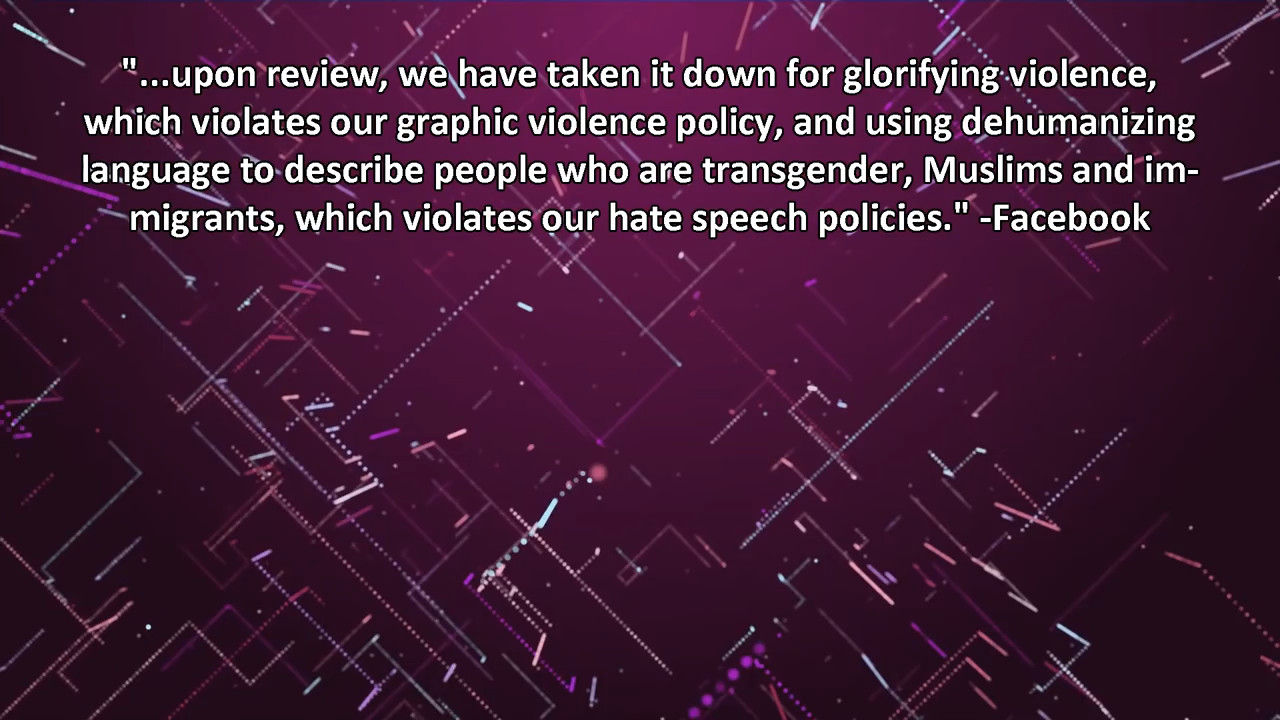 "...upon review, we have taken it down for glorifying violence,
which violates our graphic violence policy, and using dehumanizing
language to describe people who are transgender, Muslims and im-
migrants, which violates our hate speech policies." -Facebook